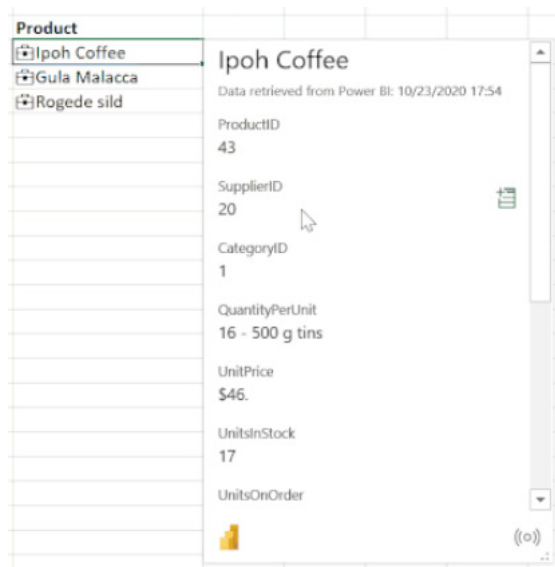 Product
Ipoh Coffee
Gula Malacca
Rogede sild
Ipoh Coffee
Data retrieved from Power BI: 10/23/2020 17:54
ProductID
43
SupplierID
20
CategoryID
1
QuantityPerUnit
16 - 500 g tins
UnitPrice
$46.
UnitsInStock
17
UnitsOnOrder